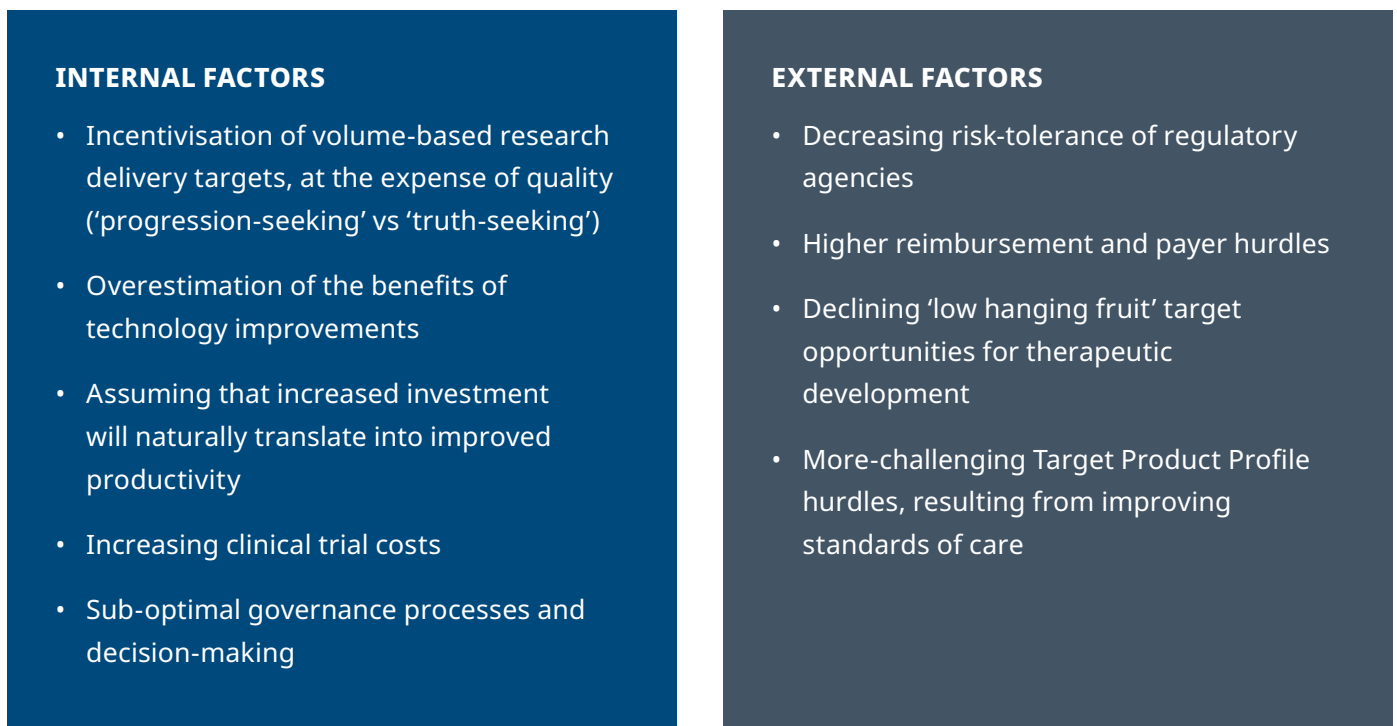 INTERNAL FACTORS
• Incentivisation of volume-based research
delivery targets, at the expense of quality
(‘progression-seeking’ vs ‘truth-seeking’)
• Overestimation of the benefits of
technology improvements
• Assuming that increased investment
will naturally translate into improved
productivity
• Increasing clinical trial costs
• Sub-optimal governance processes and
decision-making
EXTERNAL FACTORS
• Decreasing risk-tolerance of regulatory
agencies
• Higher reimbursement and payer hurdles
• Declining ‘low hanging fruit’ target
opportunities for therapeutic
development
• More-challenging Target Product Profile
hurdles, resulting from improving
standards of care